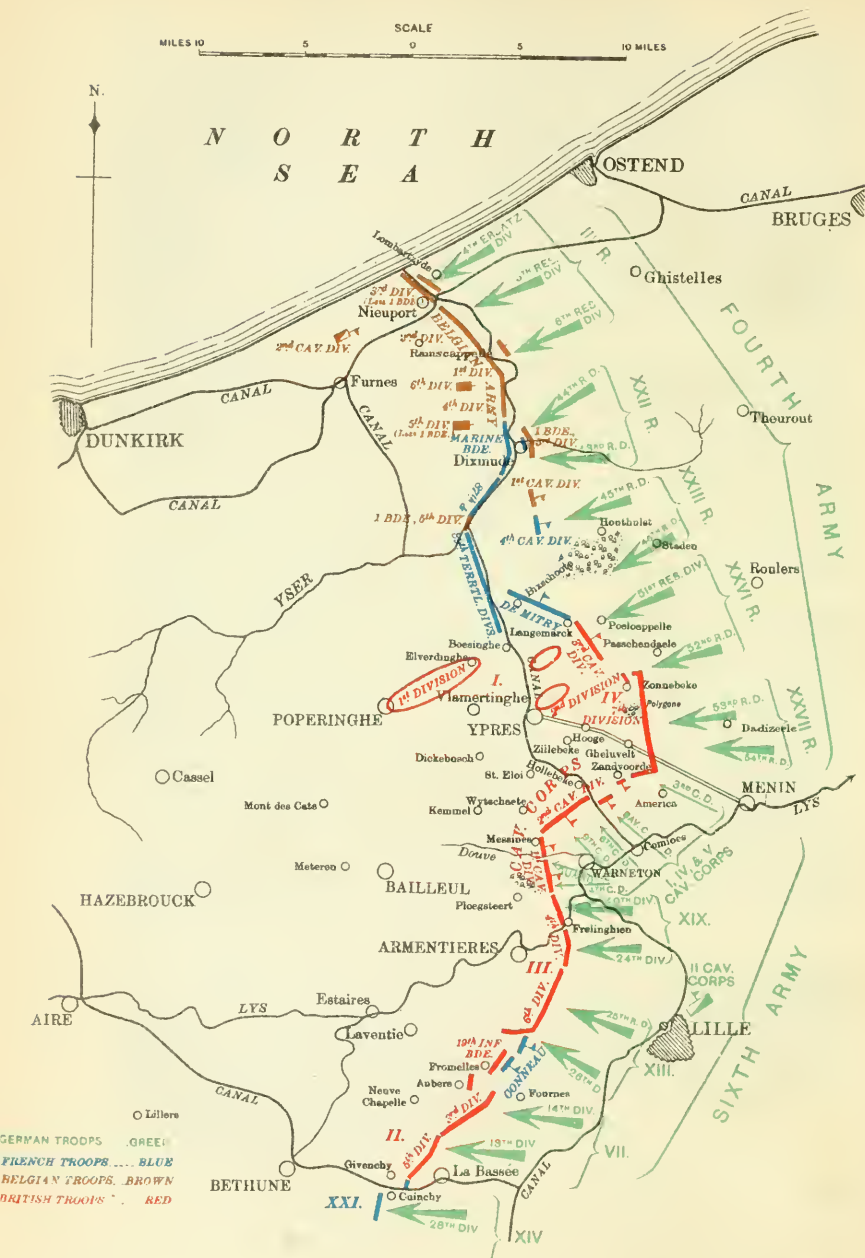 SCALE
MILES 10 5 0 5 10 MILES
N.
NORTH
SEA
OSTEND
CANAL
BRUGES
Lombartzyde
4TH ERSATZ DIV
III R.
Ghistelles
3rd DIV.
(Less 1 BDE)
Nieuport
RES. DIV
6TH RES DIV
BELGIAN ARMY
2nd DIV.
Ramscappelle
2nd CAV. DIV.
1st DIV.
Furnes
6th DIV.
4th DIV.
5th DIV.
(Less 1 BDE)
FOURTH ARMY
44TH R.D.
XXII R.
Theurout
CANAL
CANAL
DUNKIRK
MARINE BDE.
1 BDE.,
3rd DIV.
Dixmude
43RD R.D.
CANAL
1st CAV. DIV.
45TH R.D.
XXIII R.
1 BDE, 5th DIV.
4th CAV. DIV.
Houthulst
Staden
TERRTL. DIVS.
Roulers
YSER
Bixschoote
51ST RES. DIV.
XXVI R.
DE MITRY
Langemarck
Poelcappelle
Boesinghe
3rd CAV. DIV.
Passchendaele
52ND R.D.
Elverdinghe
1st DIVISION
I.
CANAL
2nd DIVISION
IV.
7th DIVISION
Zonnebeke
Polygone
POPERINGHE
Vlamertinghe
YPRES
53RD R.D.
Dadizeele
XXVII R.
Hooge
Zillebeke
Gheluvelt
54TH R.D.
Dickebosch
St. Eloi
Hollebeke
Zandvoorde
Cassel
CAV. CORPS
2nd CAV. DIV.
3RD C.D.
MENIN
America
LYS
Mont des Cats
Kemmel
Wytschaete
Messines
Comines
Douve
Meteren
BAILLEUL
WARNETON
I, IV, & V CAV. CORPS
HAZEBROUCK
Ploegsteert
XIX.
4th DIV.
Frelinghien
ARMENTIERES
III.
24TH DIV.
6th DIV.
II CAV. CORPS
SIXTH ARMY
Estaires
LYS
AIRE
25TH R.D.
LILLE
Laventie
19th INF BDE.
CONNEAU
26TH D
XIII.
Fromelles
Aubers
Neuve Chapelle
Fournes
Lillers
CANAL
3rd DIV.
14TH DIV.
II.
5th DIV.
13TH DIV
VII.
GERMAN TROOPS GREEN
FRENCH TROOPS.... BLUE
BELGIAN TROOPS. BROWN
BRITISH TROOPS RED
Givenchy
La Bassée
BETHUNE
CANAL
Cuinchy
XXI.
28TH DIV
XIV